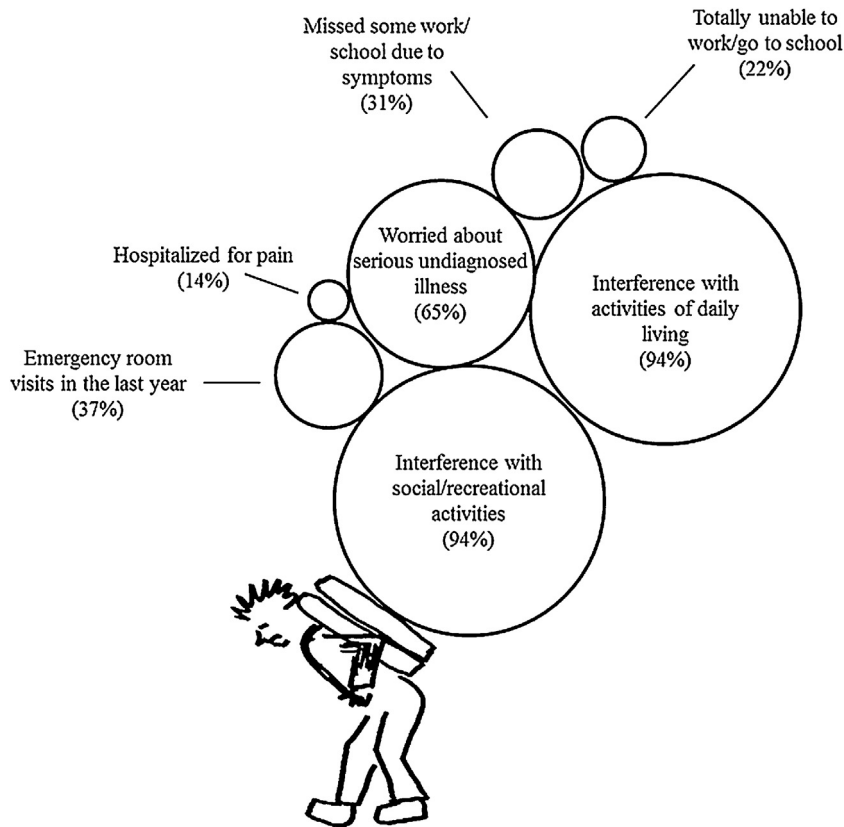 Missed some work/
school due to
symptoms
(31%)
Totally unable to
work/go to school
(22%)
Hospitalized for pain
(14%)
Worried about
serious undiagnosed
illness
(65%)
Interference with
activities of daily
living
(94%)
Emergency room
visits in the last year
(37%)
Interference with
social/recreational
activities
(94%)